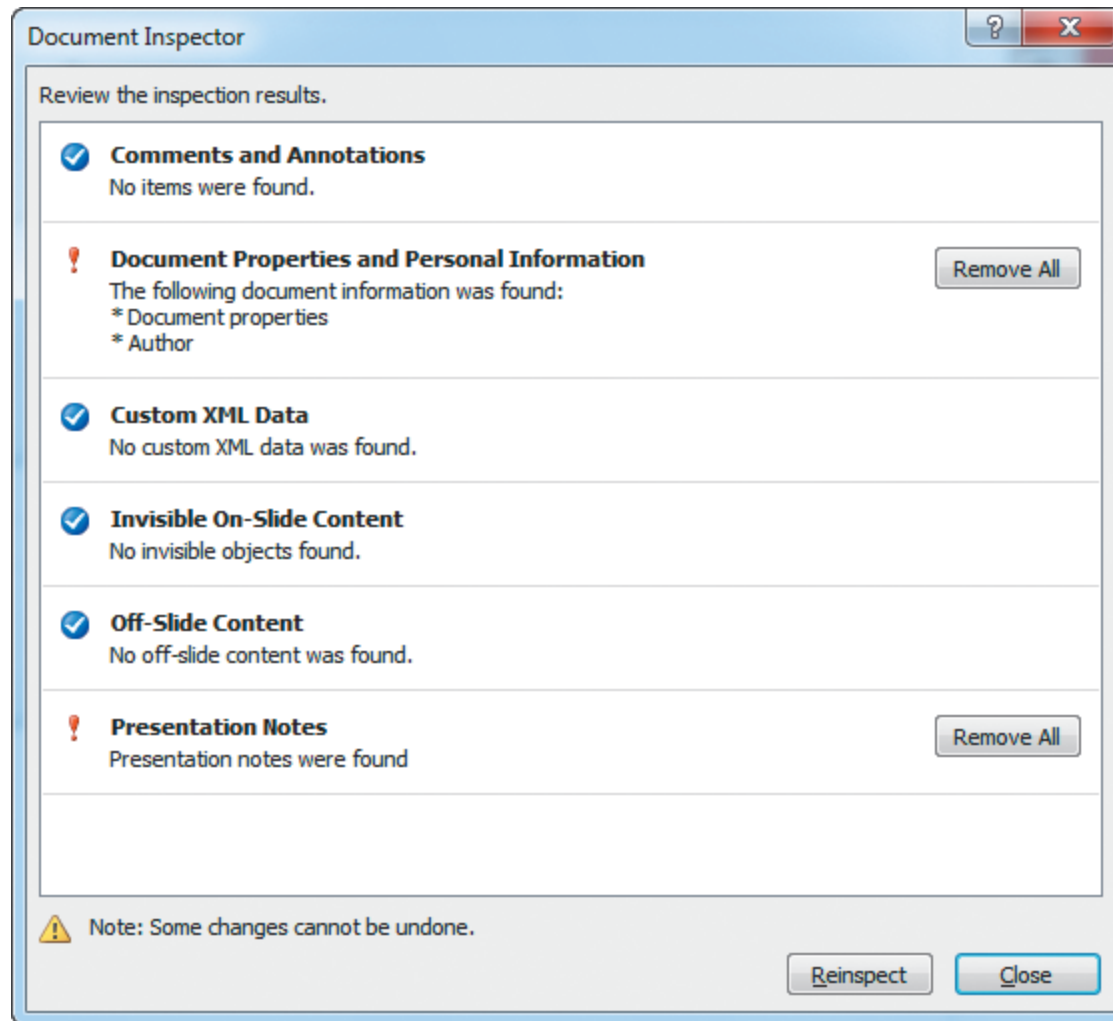 Document Inspector
Review the inspection results.
Comments and Annotations
No items were found.
Document Properties and Personal Information
Remove All
The following document information was found:
* Document properties
* Author
Custom XML Data
No custom XML data was found.
Invisible On-Slide Content
No invisible objects found.
Off-Slide Content
No off-slide content was found.
Presentation Notes
Remove All
Presentation notes were found
Note: Some changes cannot be undone.
Reinspect Close